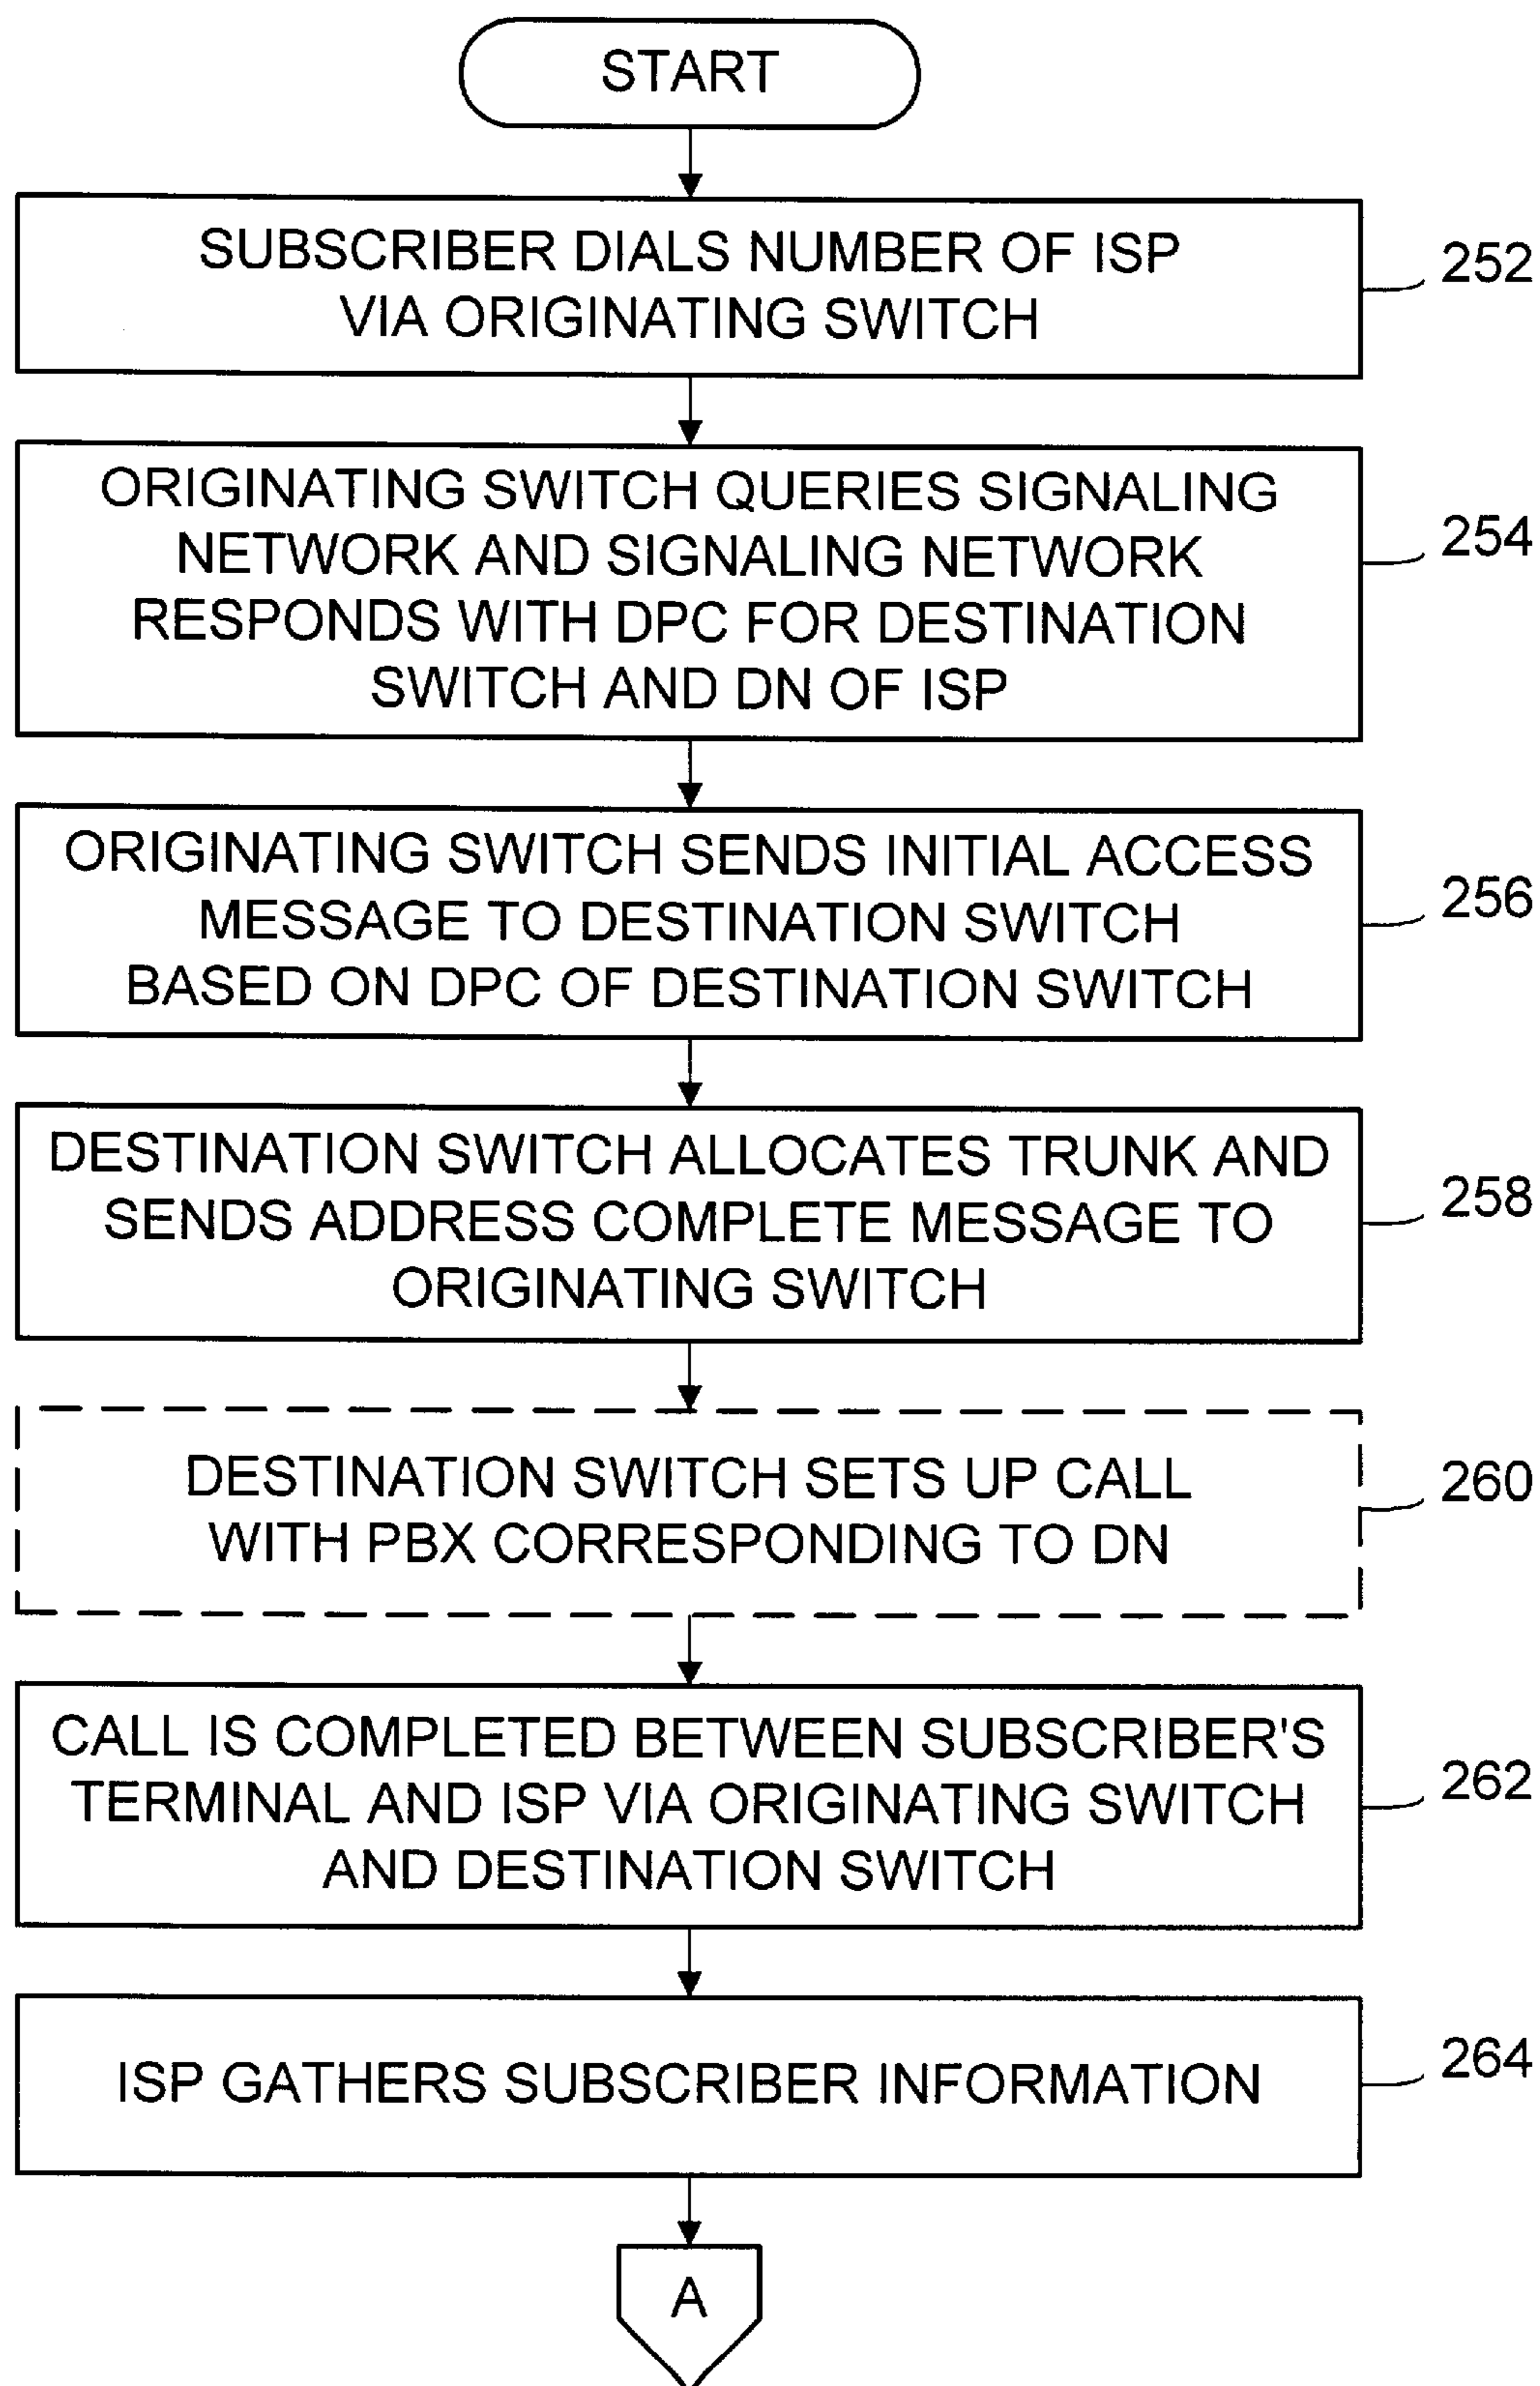 START
SUBSCRIBER DIALS NUMBER OF ISP
VIA ORIGINATING SWITCH
252
ORIGINATING SWITCH QUERIES SIGNALING
NETWORK AND SIGNALING NETWORK
RESPONDS WITH DPC FOR DESTINATION
SWITCH AND DN OF ISP
254
ORIGINATING SWITCH SENDS INITIAL ACCESS
MESSAGE TO DESTINATION SWITCH
BASED ON DPC OF DESTINATION SWITCH
256
DESTINATION SWITCH ALLOCATES TRUNK AND
SENDS ADDRESS COMPLETE MESSAGE TO
ORIGINATING SWITCH
258
DESTINATION SWITCH SETS UP CALL
WITH PBX CORRESPONDING TO DN
260
CALL IS COMPLETED BETWEEN SUBSCRIBER'S
TERMINAL AND ISP VIA ORIGINATING SWITCH
AND DESTINATION SWITCH
262
ISP GATHERS SUBSCRIBER INFORMATION
264
A